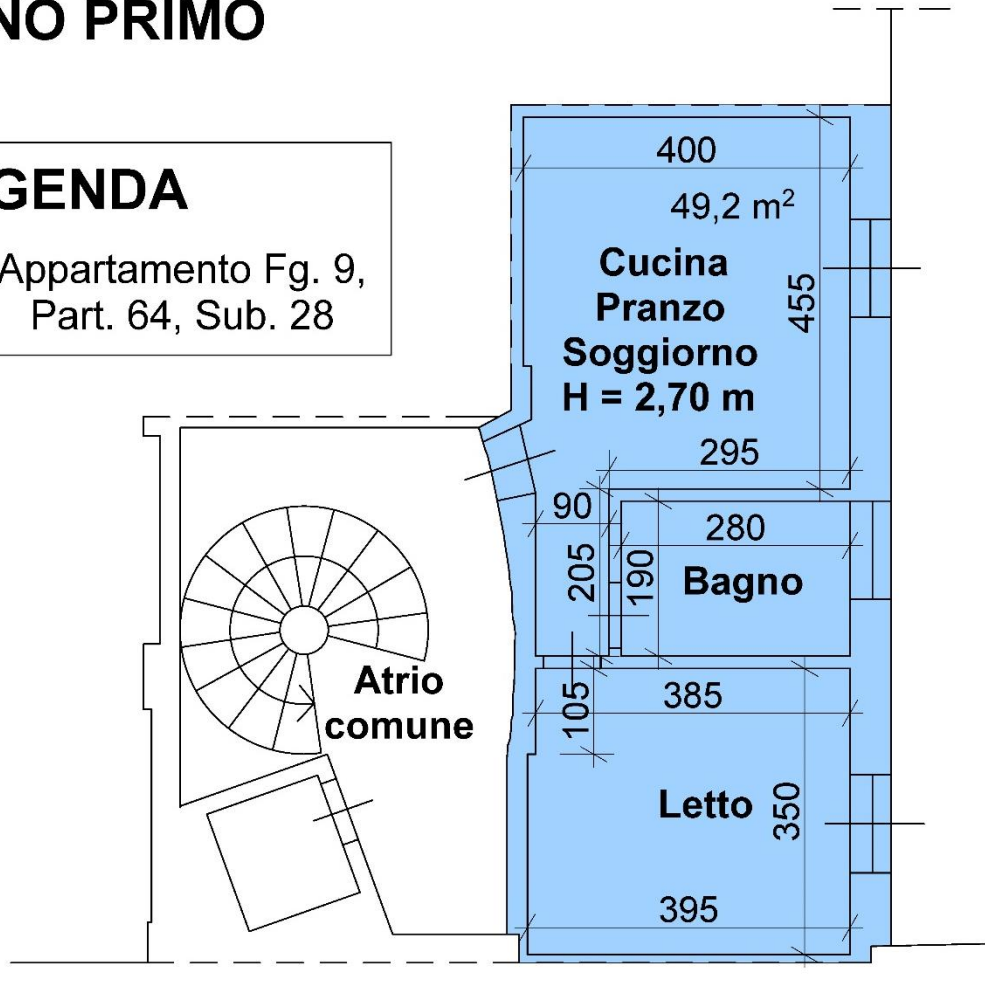 NO PRIMO
GENDA
Appartamento Fg. 9,
Part. 64, Sub. 28
400
49,2 m²
Cucina
Pranzo
Soggiorno
H = 2,70 m
455
295
90
280
205
190
Bagno
Atrio
comune
105
385
Letto
350
395